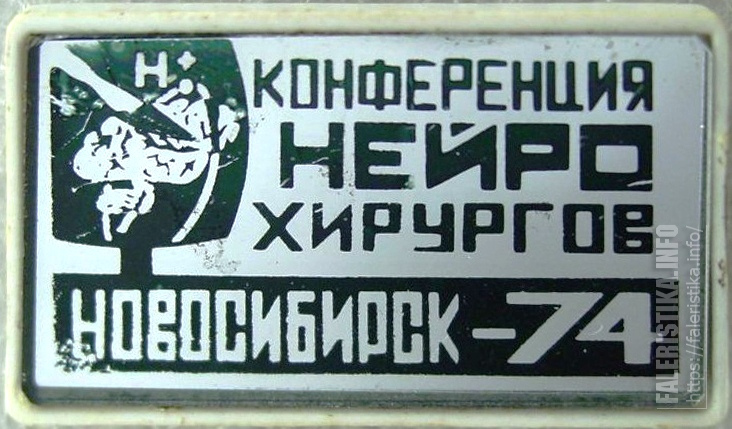 Н
КОНФЕРЕНЦИЯ
НЕЙРО
ХИРУРГОВ
НОВОСИБИРСК -74
FALERISTIKA.INFO
https://faleristika.info/